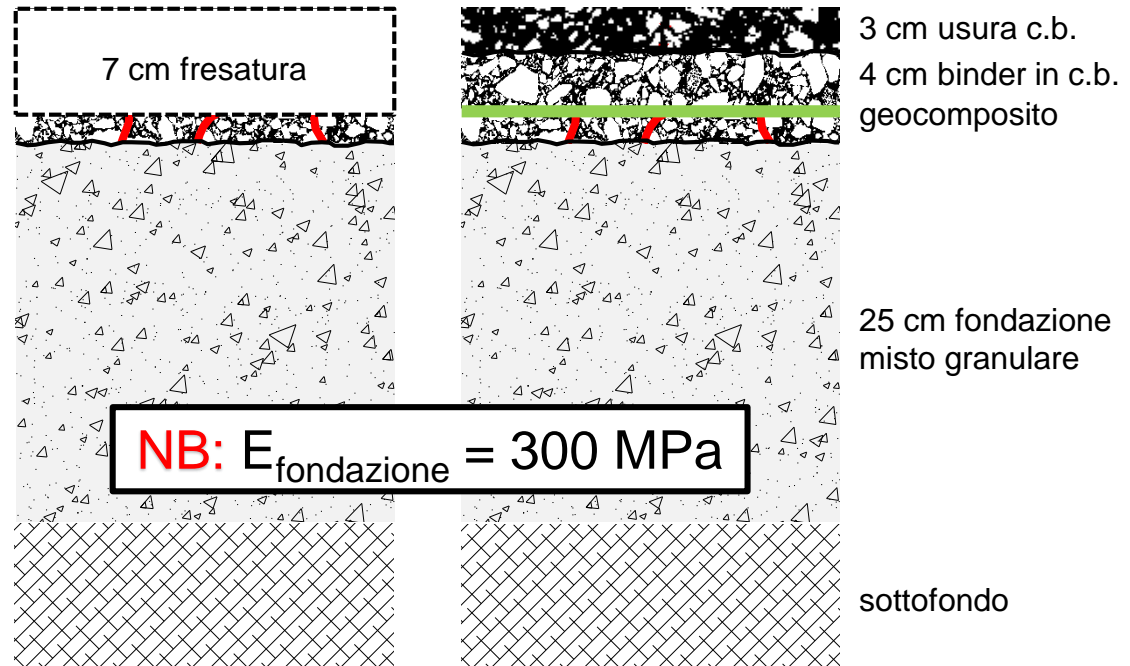 7 cm fresatura
3 cm usura c.b.
4 cm binder in c.b.
geocomposito
25 cm fondazione
misto granulare
NB: Efondazione = 300 MPa
sottofondo